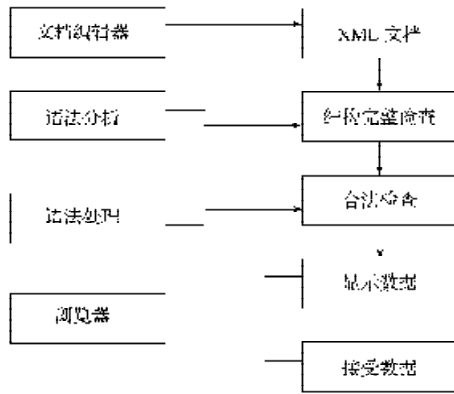 文档编辑器
XML 文档
语法分析
结构完整检查
语法处理
合法检查
显示数据
浏览器
接受数据